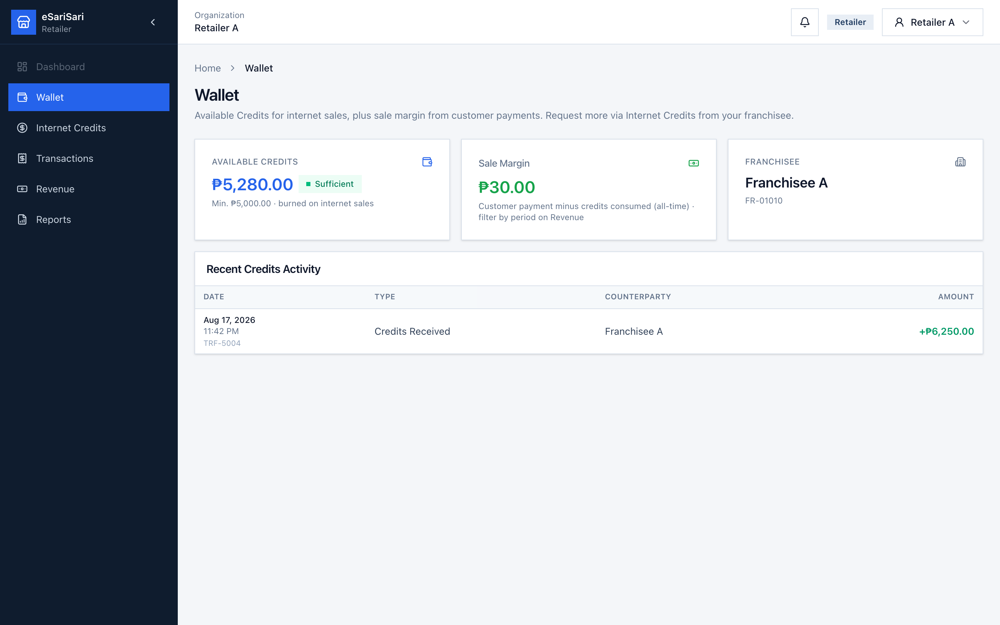 eSariSari
Retailer
Dashboard
Wallet
Internet Credits
Transactions
Revenue
Reports
Organization
Retailer A
Retailer
Retailer A
Home > Wallet
Wallet
Available Credits for internet sales, plus sale margin from customer payments. Request more via Internet Credits from your franchisee.
AVAILABLE CREDITS
₱5,280.00 Sufficient
Min. ₱5,000.00 · burned on internet sales
Sale Margin
₱30.00
Customer payment minus credits consumed (all-time) ·
filter by period on Revenue
FRANCHISEE
Franchisee A
FR-01010
Recent Credits Activity
DATE TYPE COUNTERPARTY AMOUNT
Aug 17, 2026
11:42 PM
TRF-5004
Credits Received
Franchisee A
+₱6,250.00